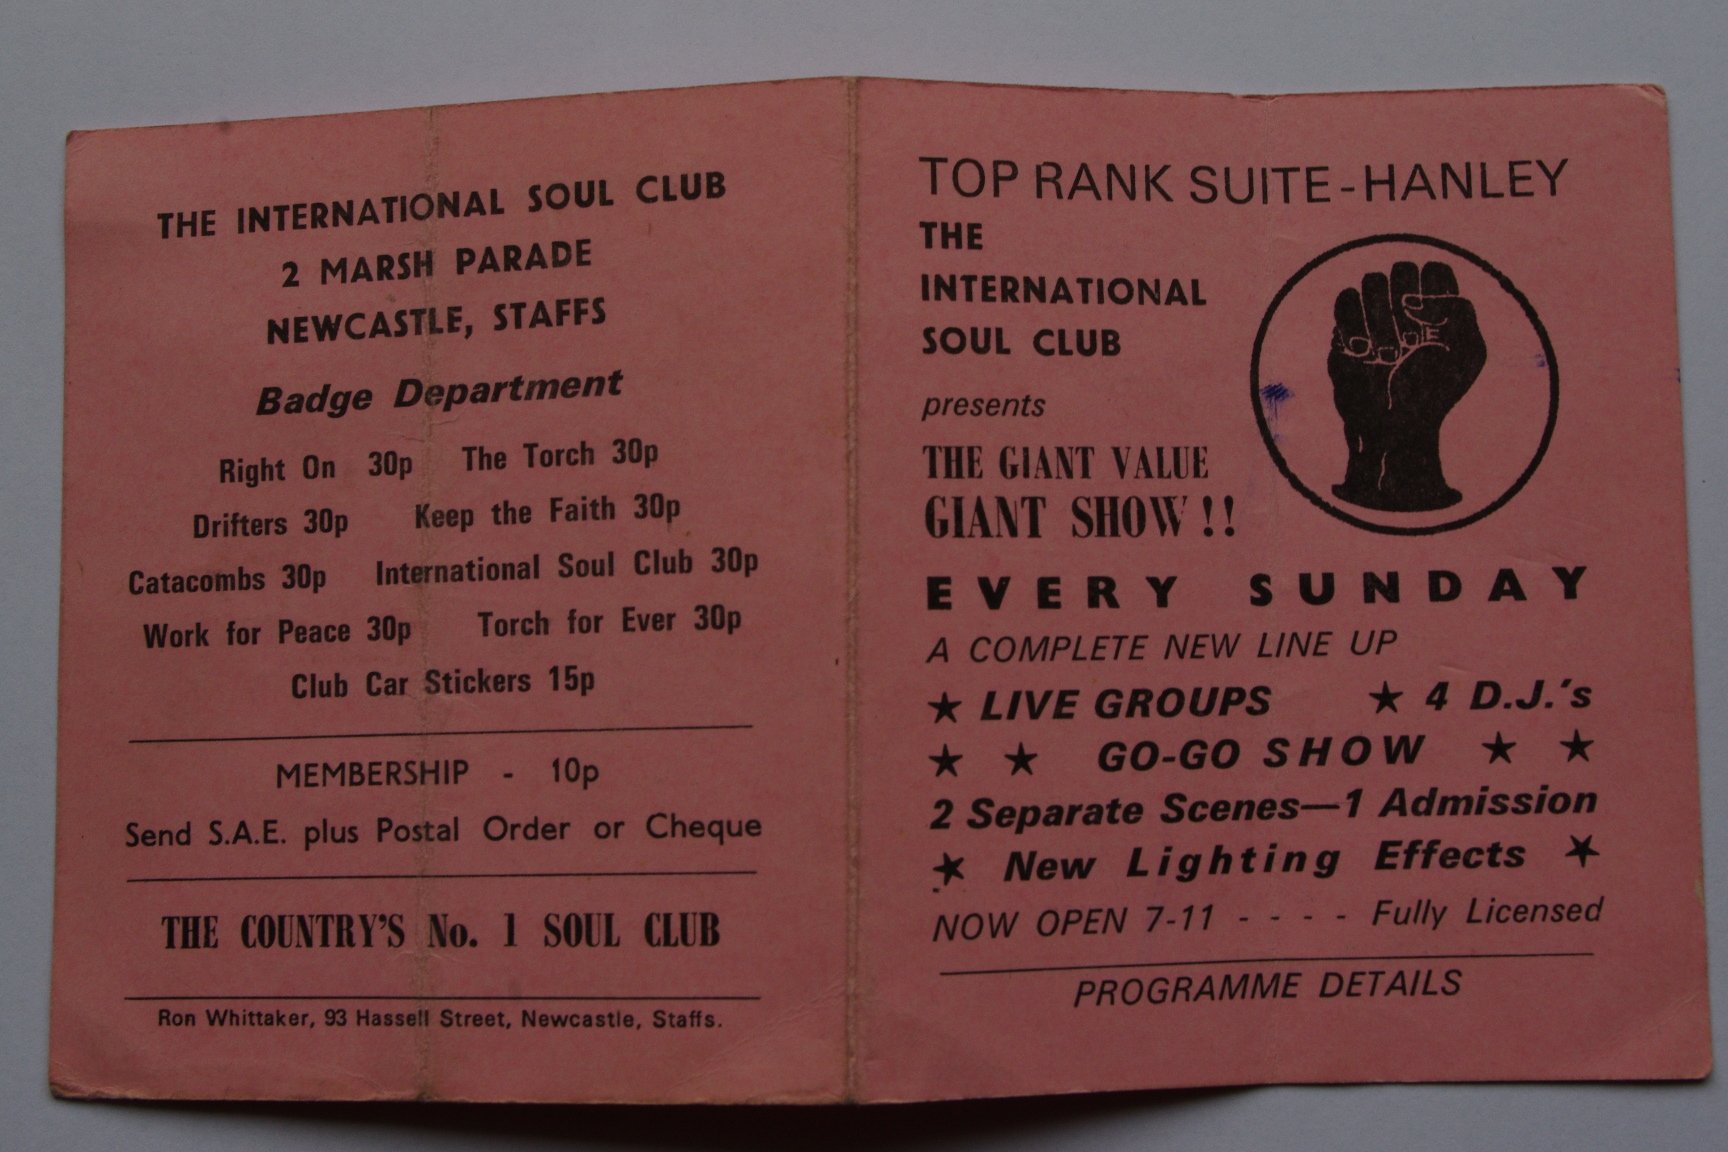 THE INTERNATIONAL SOUL CLUB
2 MARSH PARADE
NEWCASTLE, STAFFS
Badge Department
Right On 30p The Torch 30p
Drifters 30p Keep the Faith 30p
Catacombs 30p International Soul Club 30p
Work for Peace 30p Torch for Ever 30p
Club Car Stickers 15p
MEMBERSHIP - 10p
Send S.A.E. plus Postal Order or Cheque
THE COUNTRY'S No. 1 SOUL CLUB
Ron Whittaker, 93 Hassell Street, Newcastle, Staffs.
TOP RANK SUITE-HANLEY
THE
INTERNATIONAL
SOUL CLUB
presents
THE GIANT VALUE
GIANT SHOW!!
EVERY SUNDAY
A COMPLETE NEW LINE UP
★ LIVE GROUPS ★ 4 D.J.'s
★ ★ GO-GO SHOW ★ ★
2 Separate Scenes—1 Admission
★ New Lighting Effects ★
NOW OPEN 7-11 - - - - Fully Licensed
PROGRAMME DETAILS